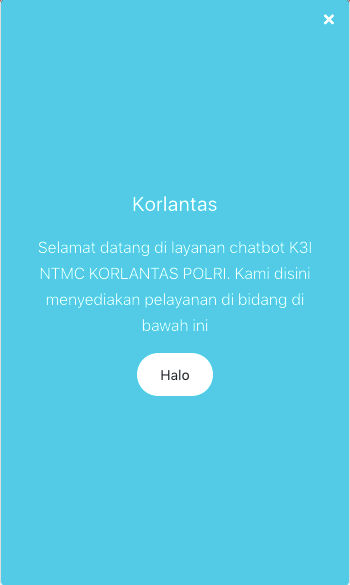 Korlantas
Selamat datang di layanan chatbot K3I
NTMC KORLANTAS POLRI. Kami disini
menyediakan pelayanan di bidang di
bawah ini
Halo